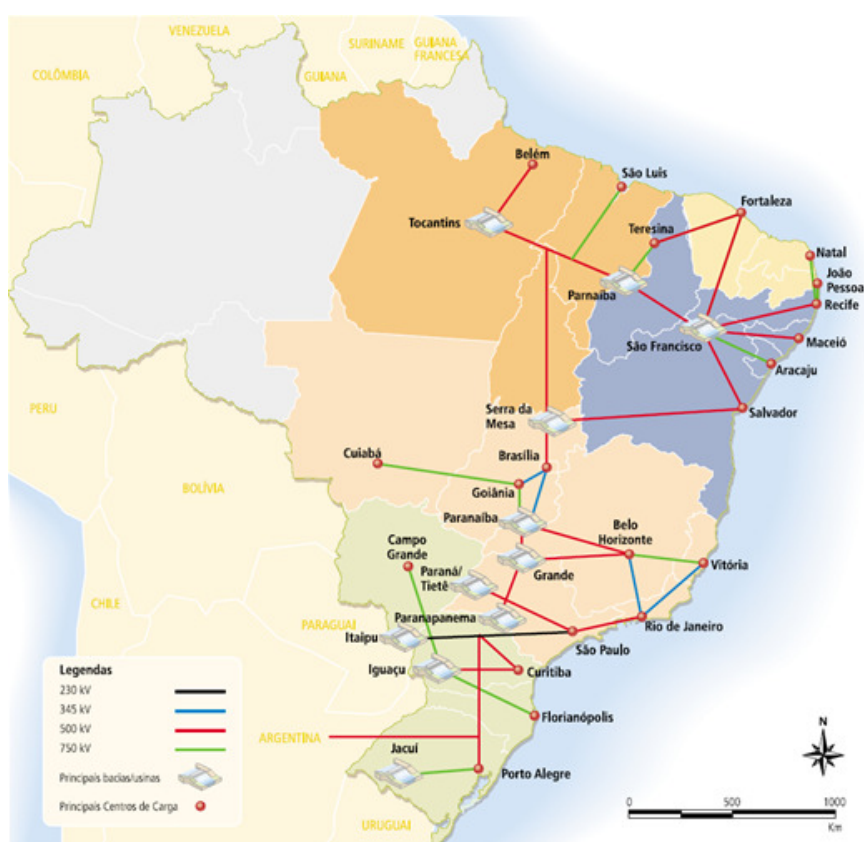 VENEZUELA
SURINAME
GUIANA
FRANCESA
COLÔMBIA
GUIANA
Belém
São Luis
Fortaleza
Tocantins
Teresina
Natal
João
Pessoa
Parnaíba
Recife
São Francisco
Maceió
Aracaju
PERU
Serra da
Mesa
Salvador
Cuiabá
Brasília
Goiânia
BOLÍVIA
Paranaíba
Belo
Horizonte
Campo
Grande
Paraná/
Tietê
Grande
Vitória
CHILE
Paranapanema
PARAGUAI
Rio de Janeiro
Itaipu
São Paulo
Iguaçu
Curitiba
Legendas
230 kV
345 kV
500 kV
750 kV
Principais bacias/usinas
Principais Centros de Carga
Florianópolis
ARGENTINA
Jacuí
Porto Alegre
URUGUAI
N
0 500 1000
Km